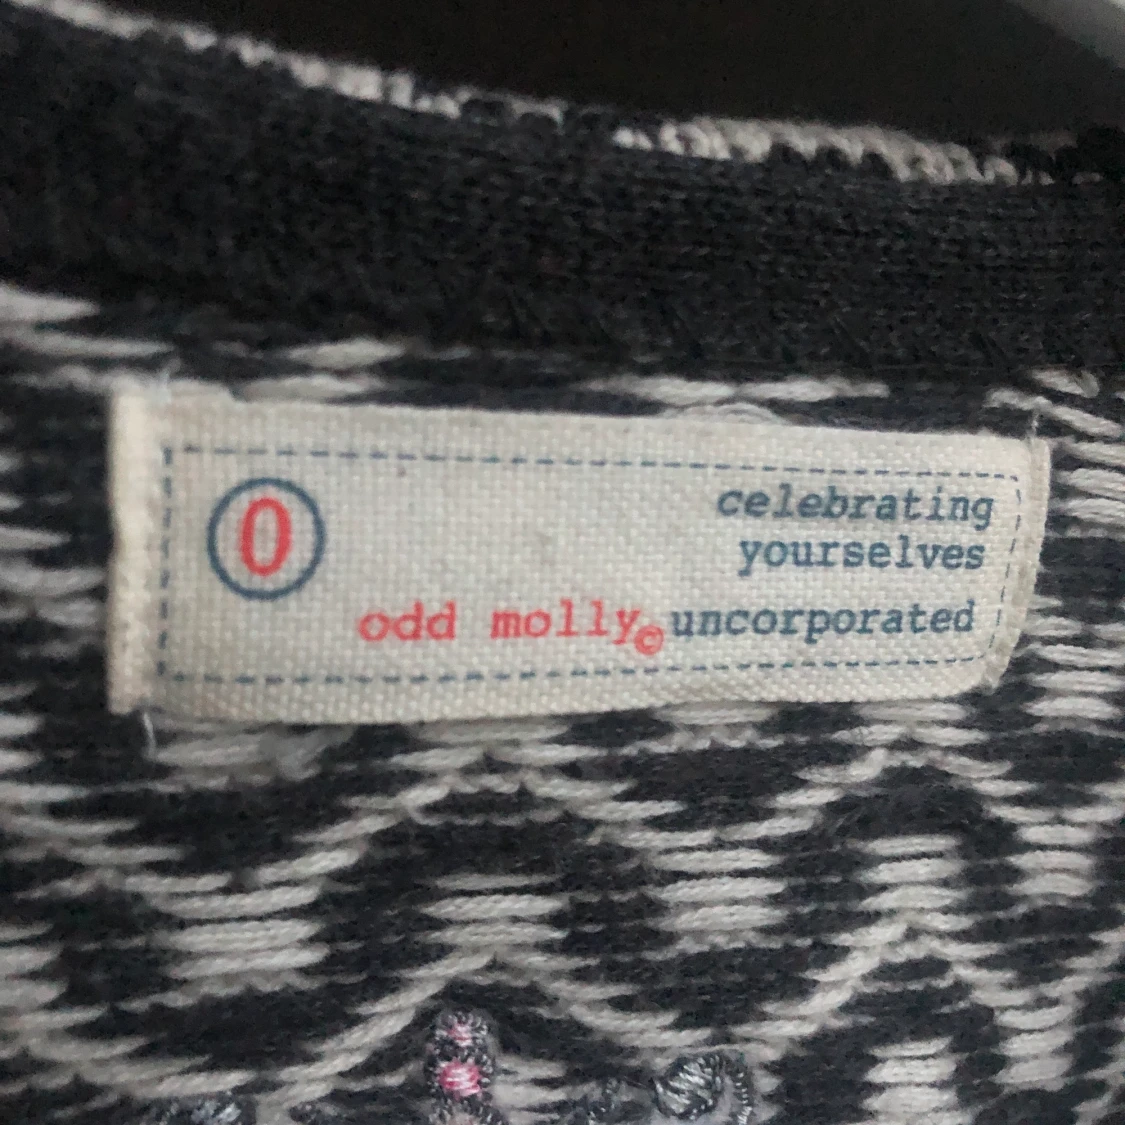 0
celebrating
yourselves
odd molly© uncorporated